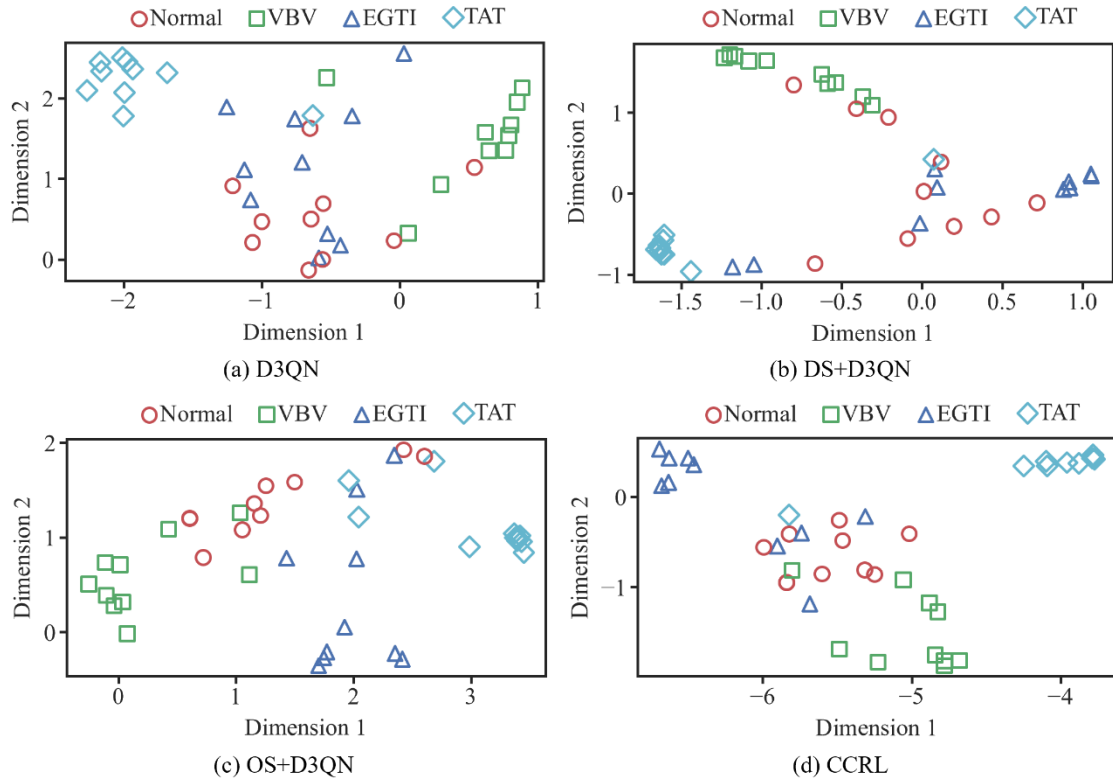 Normal VBV EGTI TAT
Dimension 2
2
1
0
−2 −1 0 1
Dimension 1
(a) D3QN
Normal VBV EGTI TAT
Dimension 2
1
0
−1
−1.5 −1.0 −0.5 0.0 0.5 1.0
Dimension 1
(b) DS+D3QN
Normal VBV EGTI TAT
Dimension 2
2
1
0
0 1 2 3
Dimension 1
(c) OS+D3QN
Normal VBV EGTI TAT
Dimension 2
0
−1
−6 −5 −4
Dimension 1
(d) CCRL